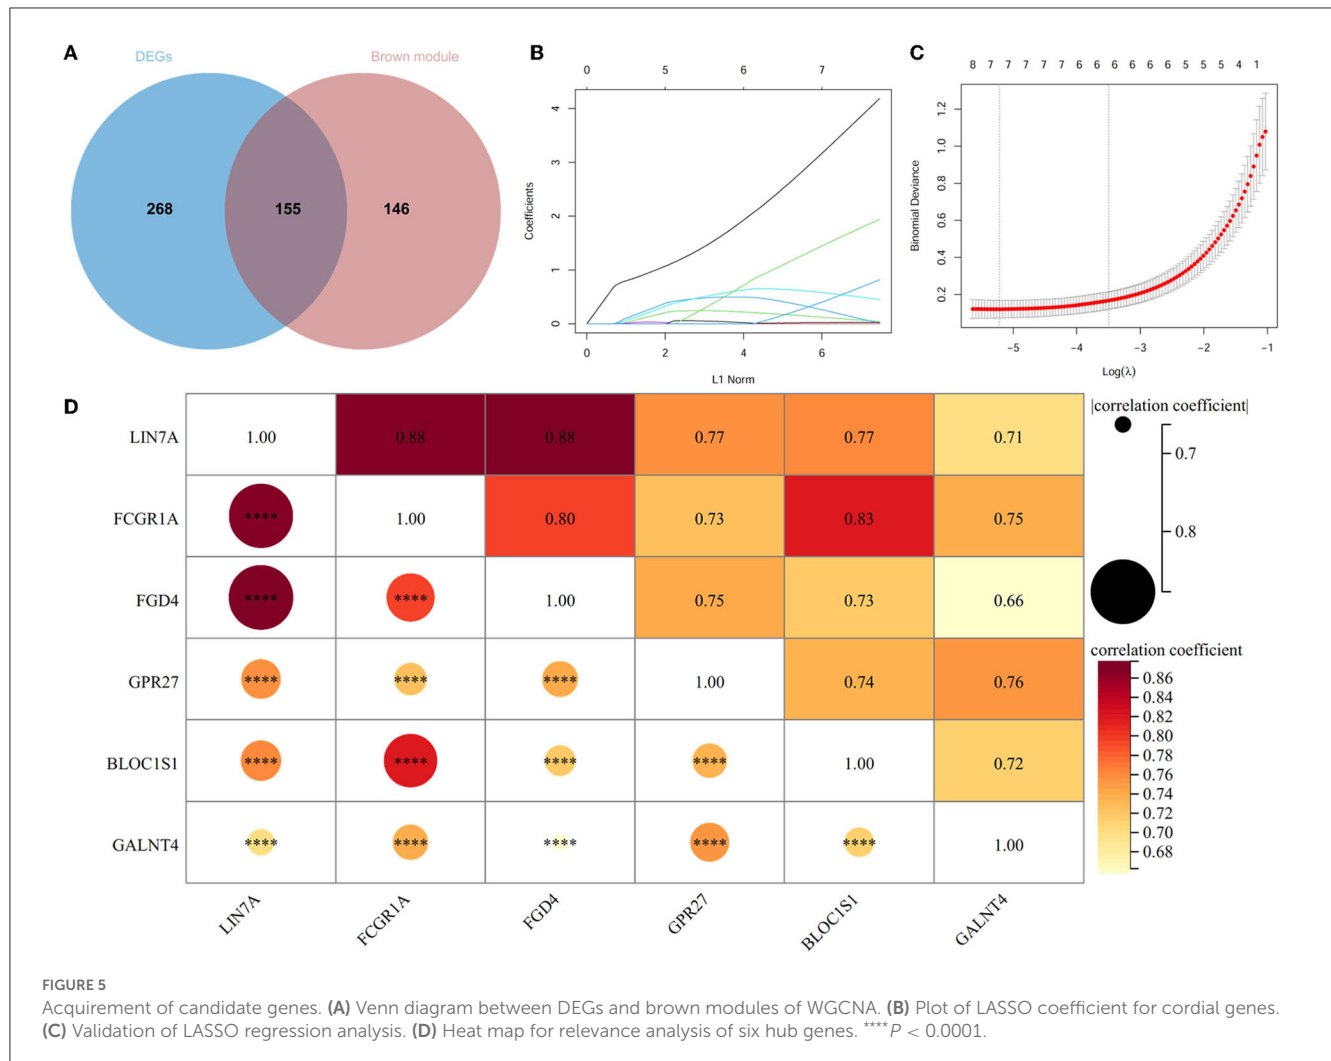 A
DEGs
Brown module
268
155
146
B
0 5 6 7
4
3
2
1
0
Coefficients
0 2 4 6
L1 Norm
C
8 7 7 7 7 7 6 6 6 6 6 6 5 5 5 4 1
1.2
1.0
0.8
0.6
0.4
0.2
Binomial Deviance
−5 −4 −3 −2 −1
Log(λ)
D
LIN7A 1.00 0.88 0.88 0.77 0.77 0.71
FCGR1A **** 1.00 0.80 0.73 0.83 0.75
FGD4 **** **** 1.00 0.75 0.73 0.66
GPR27 **** **** **** 1.00 0.74 0.76
BLOC1S1 **** **** **** **** 1.00 0.72
GALNT4 **** **** **** **** **** 1.00
LIN7A FCGR1A FGD4 GPR27 BLOC1S1 GALNT4
|correlation coefficient|
0.7
0.8
correlation coefficient
0.86
0.84
0.82
0.80
0.78
0.76
0.74
0.72
0.70
0.68
FIGURE 5
Acquirement of candidate genes. (A) Venn diagram between DEGs and brown modules of WGCNA. (B) Plot of LASSO coefficient for cordial genes.
(C) Validation of LASSO regression analysis. (D) Heat map for relevance analysis of six hub genes. ****P < 0.0001.